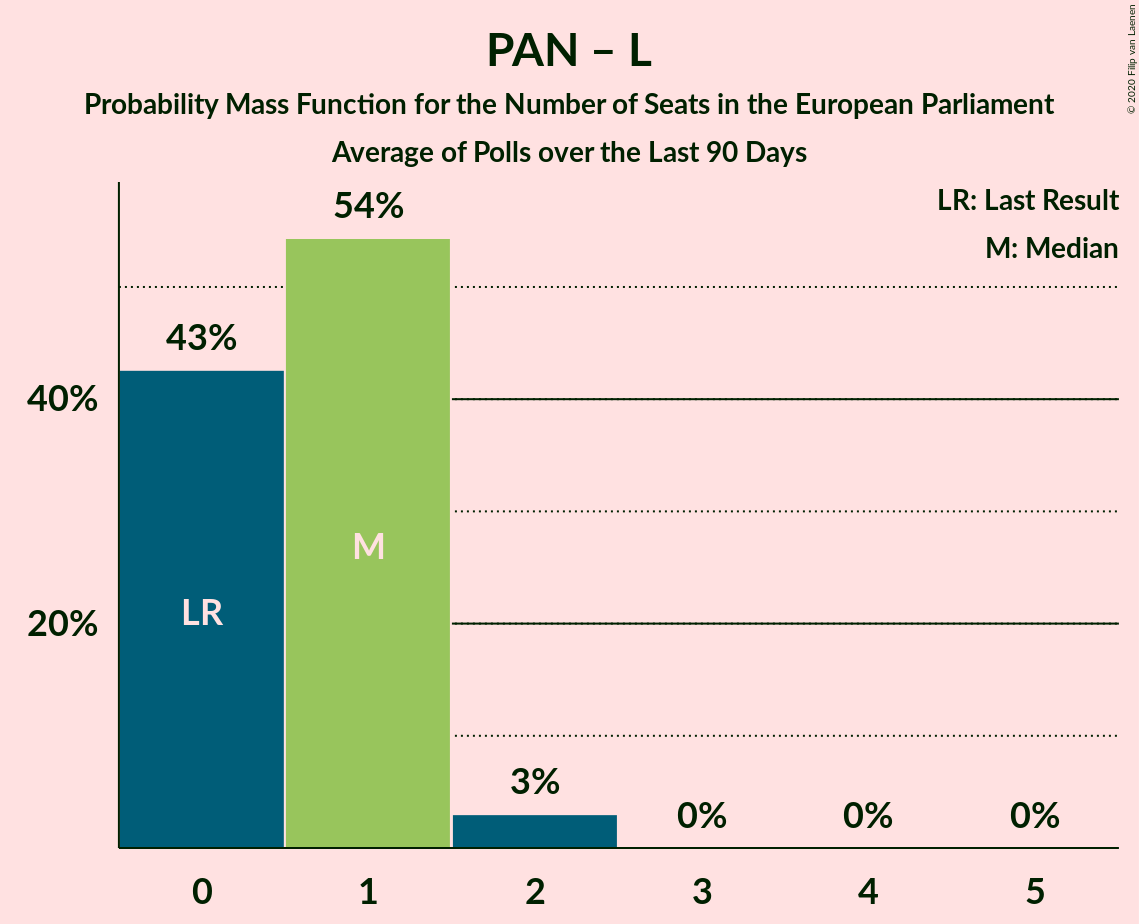 PAN – L
Probability Mass Function for the Number of Seats in the European Parliament
Average of Polls over the Last 90 Days
© 2020 Filip van Laenen
LR: Last Result
M: Median
54%
43%
40%
M
LR
20%
3%
0% 0% 0%
0 1 2 3 4 5